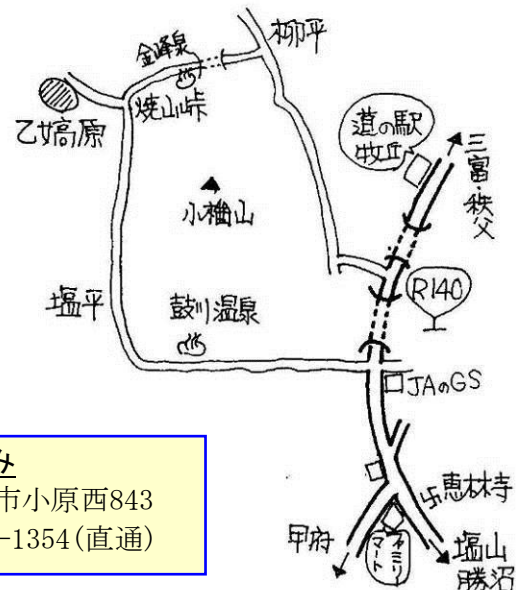 金峰泉
柳平
焼山峠
乙女高原
道の駅
牧丘
三富・秩父
小楢山
R140
塩平
鼓川温泉
JAのGS
み
市小原西843
-1354(直通)
恵林寺
甲府
ファミリー
マート
塩山
勝沼